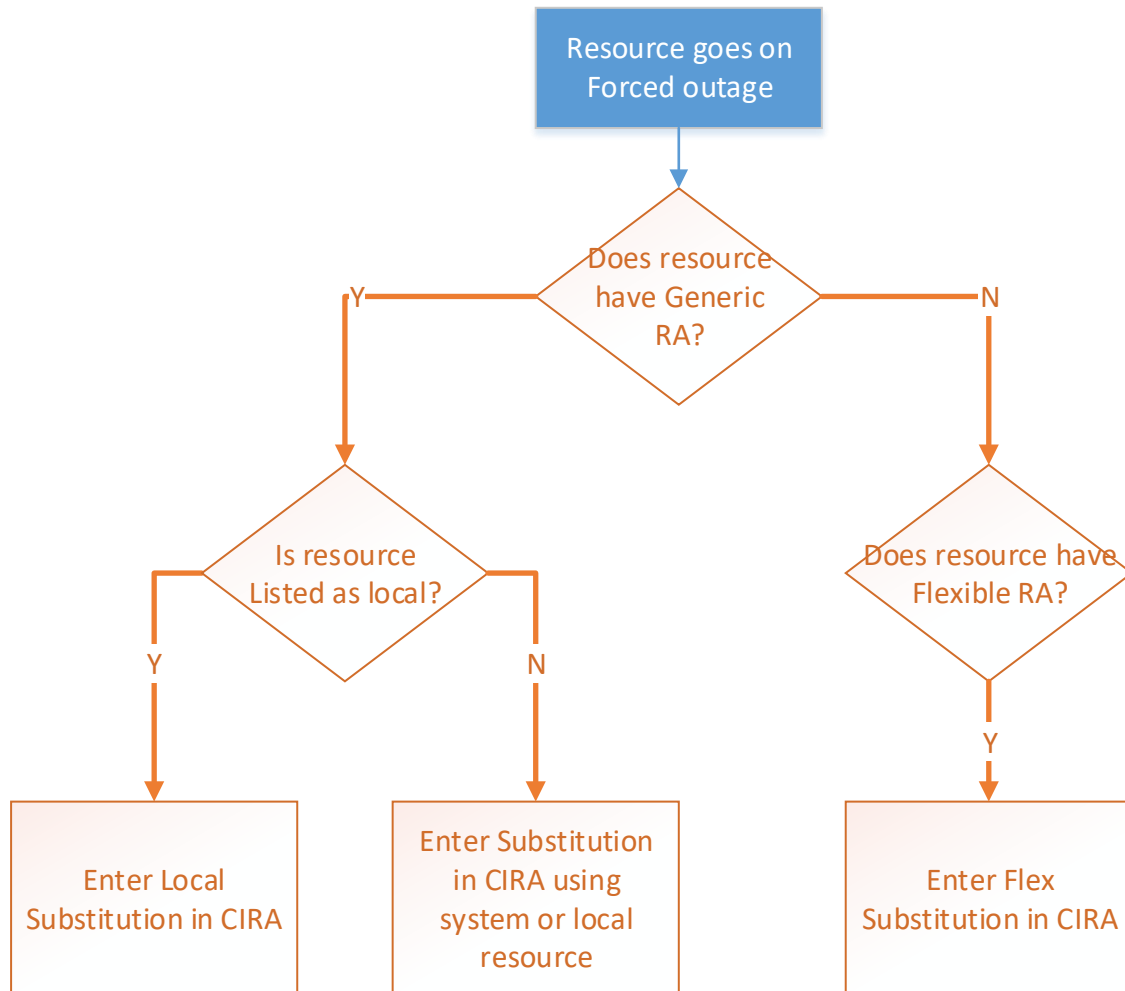 Resource goes on
Forced outage
Does resource
have Generic
RA?
Y
N
Is resource
Listed as local?
Does resource have
Flexible RA?
Y
N
Y
Enter Local
Substitution in CIRA
Enter Substitution
in CIRA using
system or local
resource
Enter Flex
Substitution in CIRA